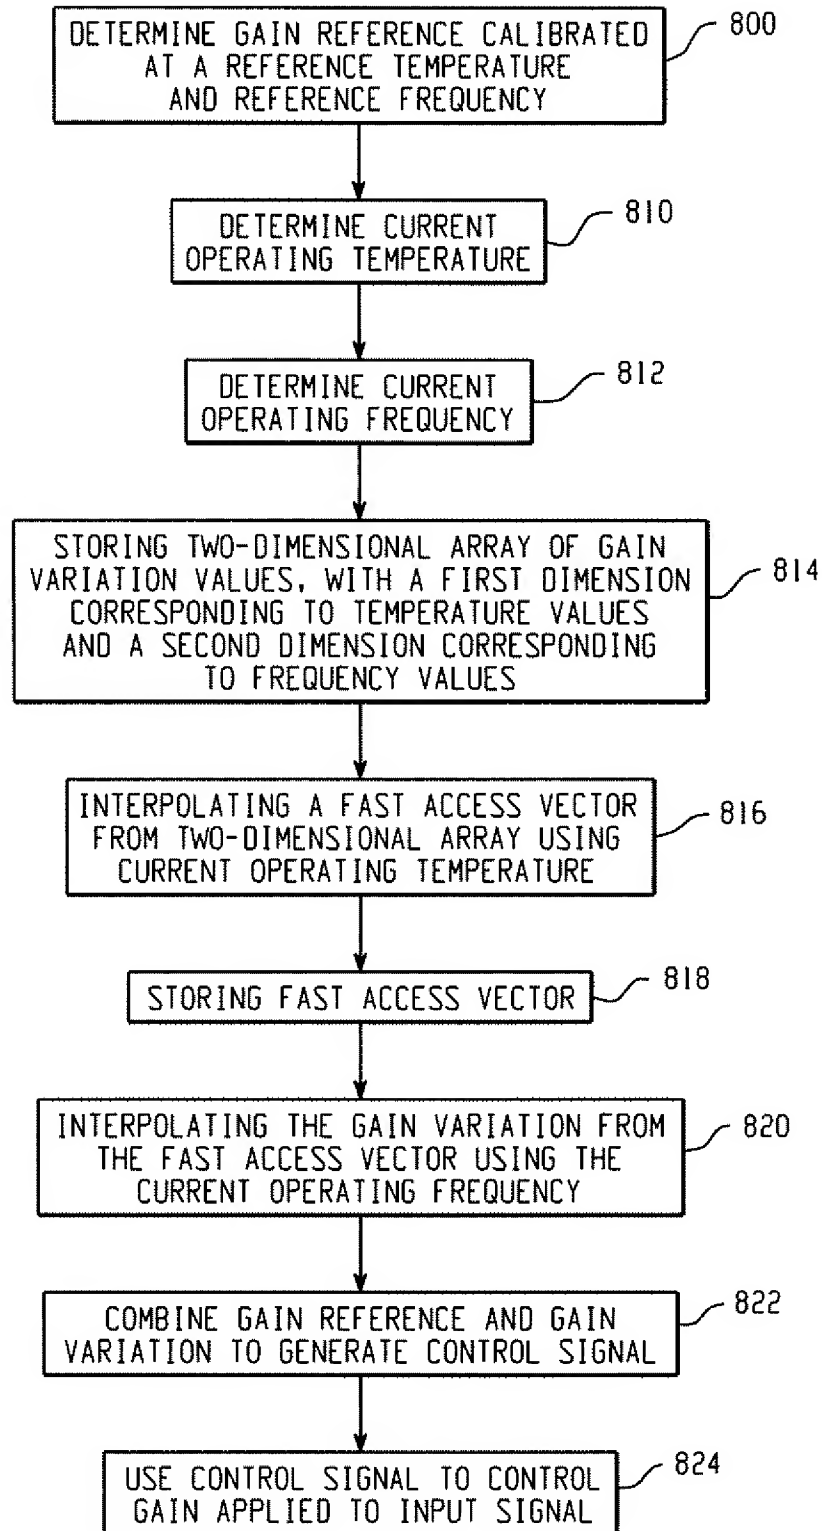 DETERMINE GAIN REFERENCE CALIBRATED
AT A REFERENCE TEMPERATURE
AND REFERENCE FREQUENCY
800
DETERMINE CURRENT
OPERATING TEMPERATURE
810
DETERMINE CURRENT
OPERATING FREQUENCY
812
STORING TWO-DIMENSIONAL ARRAY OF GAIN
VARIATION VALUES, WITH A FIRST DIMENSION
CORRESPONDING TO TEMPERATURE VALUES
AND A SECOND DIMENSION CORRESPONDING
TO FREQUENCY VALUES
814
INTERPOLATING A FAST ACCESS VECTOR
FROM TWO-DIMENSIONAL ARRAY USING
CURRENT OPERATING TEMPERATURE
816
STORING FAST ACCESS VECTOR
818
INTERPOLATING THE GAIN VARIATION FROM
THE FAST ACCESS VECTOR USING THE
CURRENT OPERATING FREQUENCY
820
COMBINE GAIN REFERENCE AND GAIN
VARIATION TO GENERATE CONTROL SIGNAL
822
USE CONTROL SIGNAL TO CONTROL
GAIN APPLIED TO INPUT SIGNAL
824